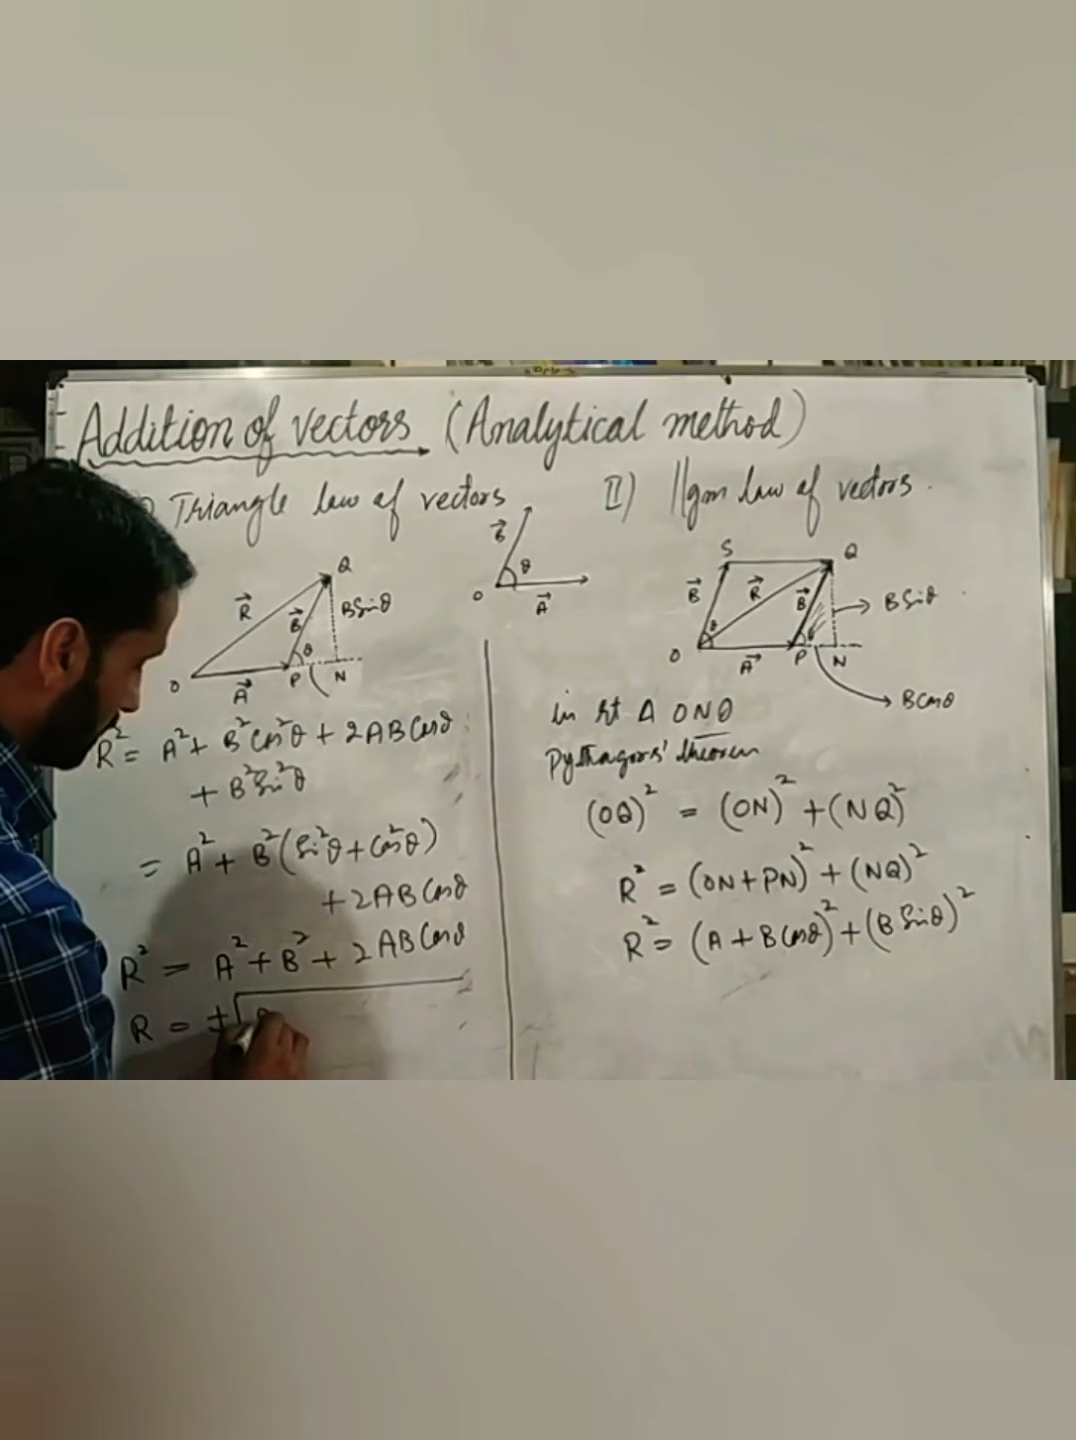 Addition of vectors (Analytical method)
Triangle law of vectors
B⃗
θ
O
A⃗
Q
R⃗
B⃗
BSinθ
θ
O
A⃗
P
N
R² = A² + B²Cos²θ + 2ABCosθ
+ B²Sin²θ
= A² + B²(Sin²θ + Cos²θ)
+ 2ABCosθ
R² = A² + B² + 2ABCosθ
R = ±√
II) ||gm law of vectors.
S
Q
B⃗
R⃗
B⃗
BSinθ
θ
O
A⃗
P
N
BCosθ
in rt Δ ONQ
Pythagors' theorem
(OQ)² = (ON)² + (NQ)²
R² = (ON+PN)² + (NQ)²
R² = (A + BCosθ)² + (B Sinθ)²